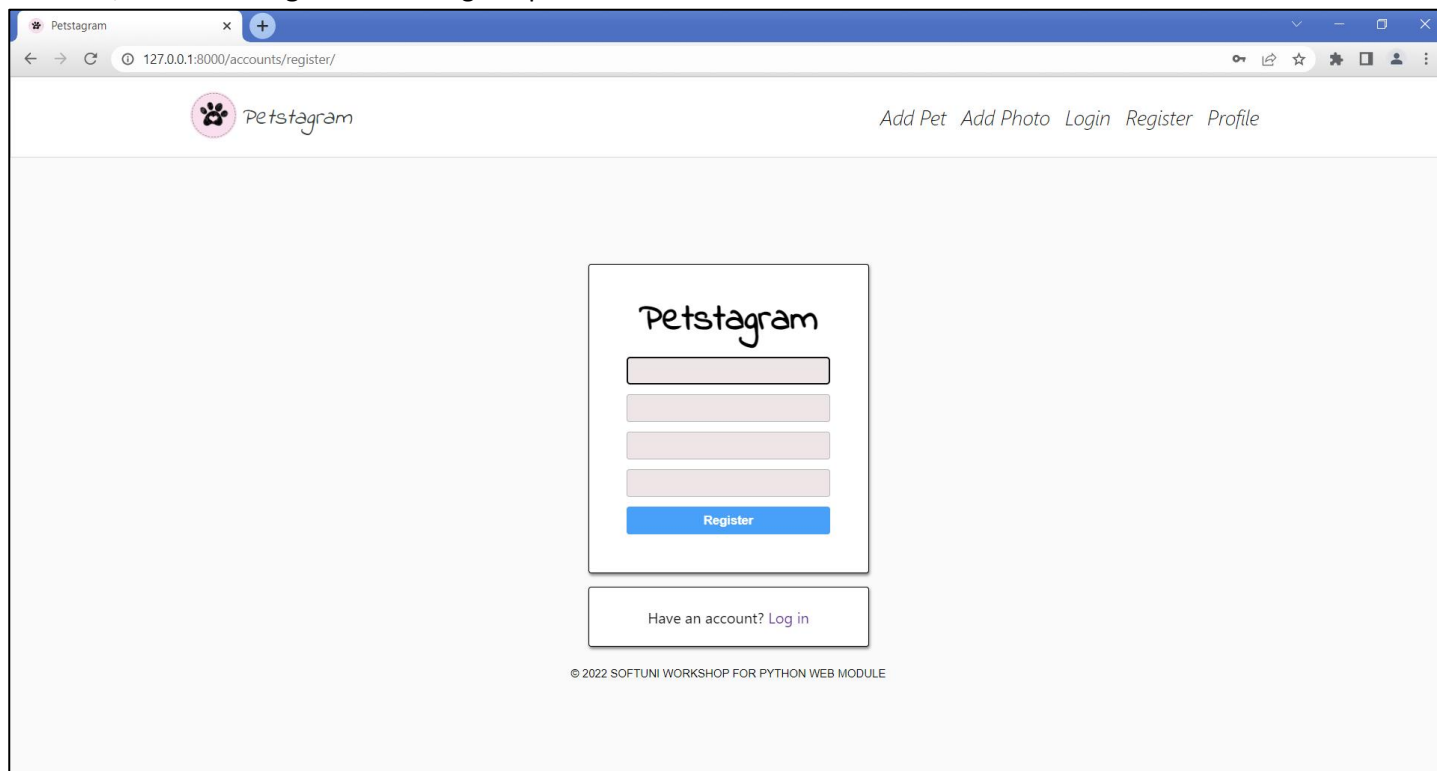 Petstagram
127.0.0.1:8000/accounts/register/
Petstagram
Add Pet Add Photo Login Register Profile
Petstagram
Register
Have an account? Log in
© 2022 SOFTUNI WORKSHOP FOR PYTHON WEB MODULE